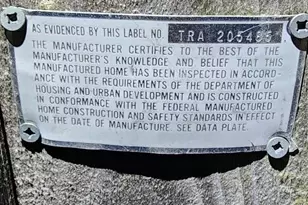 AS EVIDENCED BY THIS LABEL NO. TRA 205485
THE MANUFACTURER CERTIFIES TO THE BEST OF THE
MANUFACTURER'S KNOWLEDGE AND BELIEF THAT THIS
MANUFACTURED HOME HAS BEEN INSPECTED IN ACCORD-
ANCE WITH THE REQUIREMENTS OF THE DEPARTMENT OF
HOUSING AND URBAN DEVELOPMENT AND IS CONSTRUCTED
IN CONFORMANCE WITH THE FEDERAL MANUFACTURED
HOME CONSTRUCTION AND SAFETY STANDARDS IN EFFECT
ON THE DATE OF MANUFACTURE. SEE DATA PLATE.